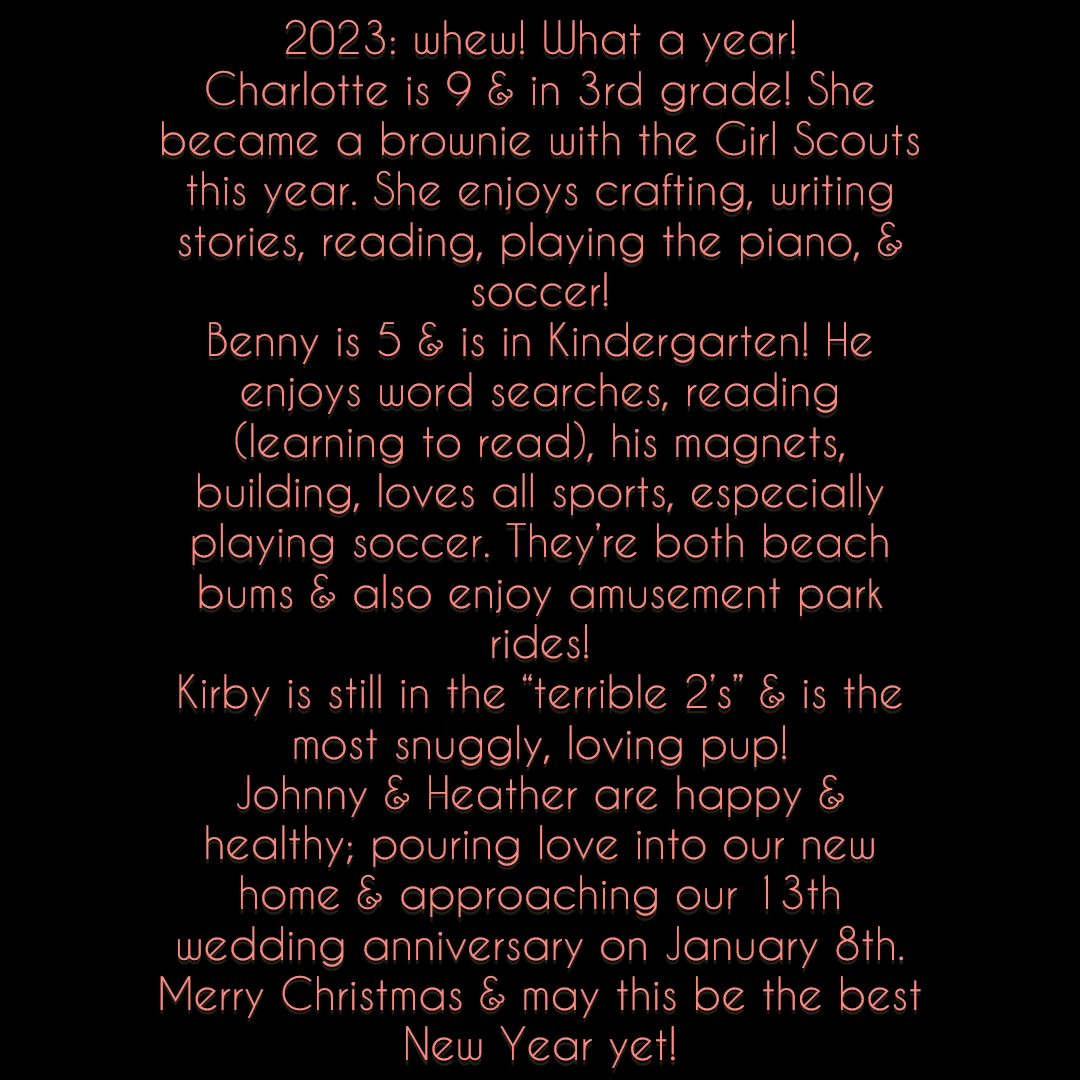 2023: whew! What a year!
Charlotte is 9 & in 3rd grade! She
became a brownie with the Girl Scouts
this year. She enjoys crafting, writing
stories, reading, playing the piano, &
soccer!
Benny is 5 & is in Kindergarten! He
enjoys word searches, reading
(learning to read), his magnets,
building, loves all sports, especially
playing soccer. They’re both beach
bums & also enjoy amusement park
rides!
Kirby is still in the “terrible 2’s” & is the
most snuggly, loving pup!
Johnny & Heather are happy &
healthy; pouring love into our new
home & approaching our 13th
wedding anniversary on January 8th.
Merry Christmas & may this be the best
New Year yet!